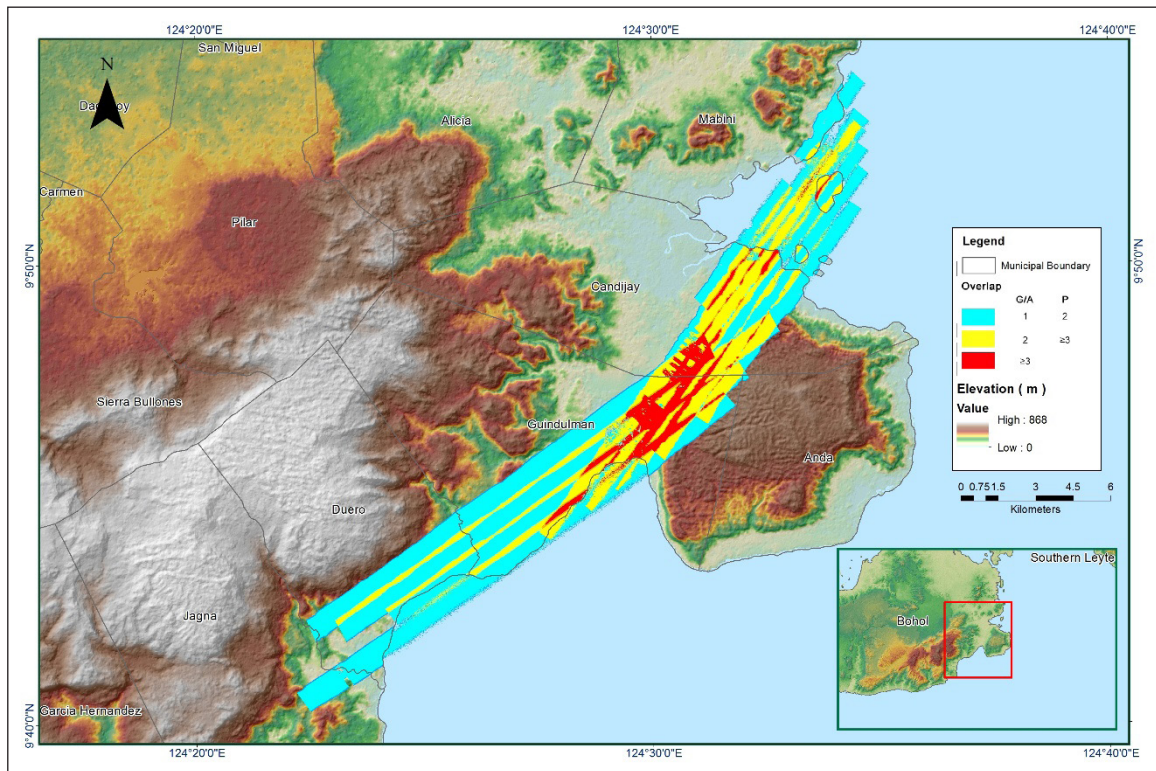 124°20'0"E 124°30'0"E 124°40'0"E
San Miguel
N
Alicia
Mabini
Carmen
Pilar
9°50'0"N
9°50'0"N
Candijay
Sierra Bullones
Guindulman
Anda
Duero
Jagna
Garcia Hernandez
9°40'0"N
9°40'0"N
124°20'0"E 124°30'0"E 124°40'0"E
Legend
Municipal Boundary
Overlap
G/A P
1 2
2 ≥3
≥3
Elevation ( m )
Value
High : 868
Low : 0
0 0.75 1.5 3 4.5 6
Kilometers
Southern Leyte
Bohol